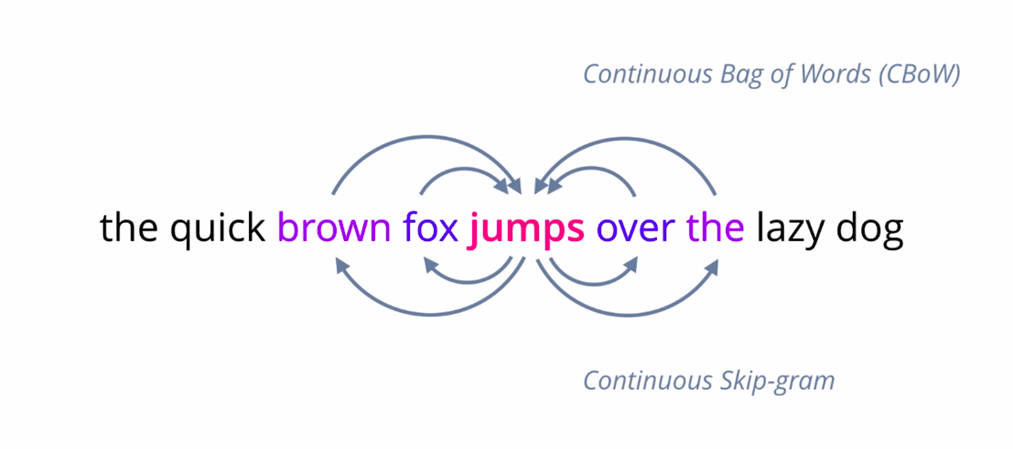 Continuous Bag of Words (CBoW)
the quick brown fox jumps over the lazy dog
Continuous Skip-gram